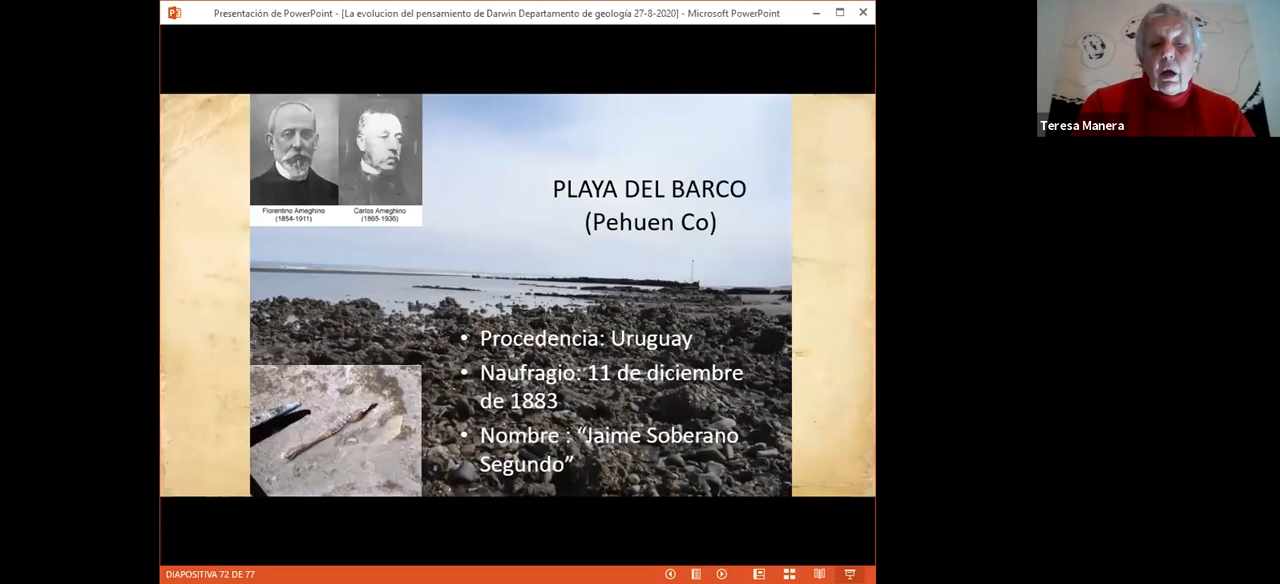 Presentación de PowerPoint - [La evolucion del pensamiento de Darwin Departamento de geología 27-8-2020] - Microsoft PowerPoint
Teresa Manera
Florentino Ameghino
(1854-1911)
Carlos Ameghino
(1865-1936)
PLAYA DEL BARCO
(Pehuen Co)
• Procedencia: Uruguay
• Naufragio: 11 de diciembre
de 1883
• Nombre : “Jaime Soberano
Segundo”
DIAPOSITIVA 72 DE 77